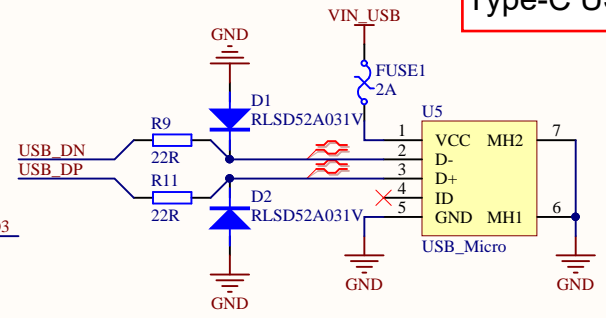 Type-C US
VIN_USB
GND
FUSE1
2A
D1
RLSD52A031V
U5
R9
22R
USB_DN
USB_DP
R11
22R
1 VCC MH2 7
2 D-
3 D+
4 ID
5 GND MH1 6
USB_Micro
D2
RLSD52A031V
GND
GND
GND